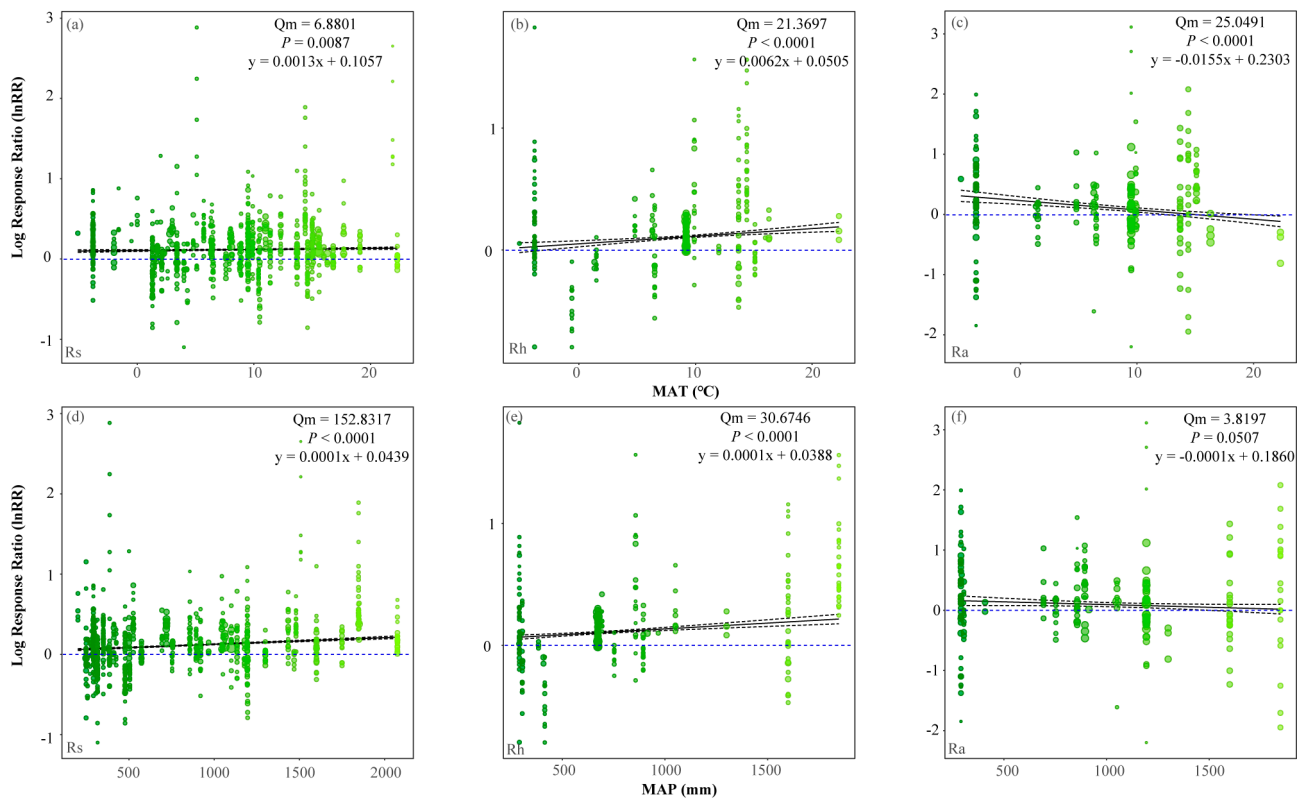 (a)
Qm = 6.8801
P = 0.0087
y = 0.0013x + 0.1057
3
2
1
0
-1
Rs
0
10
20
(b)
Qm = 21.3697
P < 0.0001
y = 0.0062x + 0.0505
1
0
Rh
0
10
20
(c)
Qm = 25.0491
P < 0.0001
y = -0.0155x + 0.2303
3
2
1
0
-1
-2
Ra
0
10
20
Log Response Ratio (lnRR)
MAT (℃)
(d)
Qm = 152.8317
P < 0.0001
y = 0.0001x + 0.0439
3
2
1
0
-1
Rs
500
1000
1500
2000
(e)
Qm = 30.6746
P < 0.0001
y = 0.0001x + 0.0388
1
0
Rh
500
1000
1500
(f)
Qm = 3.8197
P = 0.0507
y = -0.0001x + 0.1860
3
2
1
0
-1
-2
Ra
500
1000
1500
Log Response Ratio (lnRR)
MAP (mm)